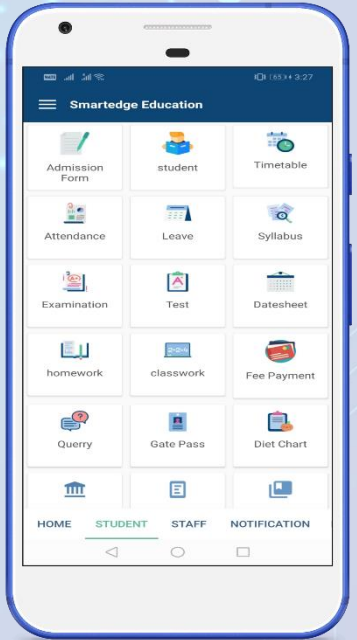 3:27
Smartedge Education
Admission
Form
student
Timetable
Attendance
Leave
Syllabus
Examination
Test
Datesheet
homework
classwork
Fee Payment
Querry
Gate Pass
Diet Chart
HOME STUDENT STAFF NOTIFICATION